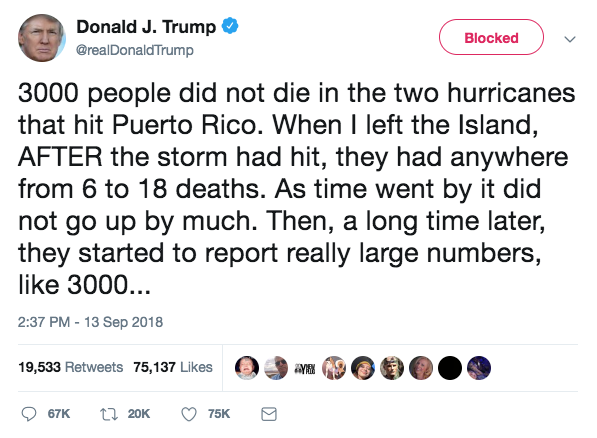 Donald J. Trump
@realDonaldTrump
Blocked
3000 people did not die in the two hurricanes
that hit Puerto Rico. When I left the Island,
AFTER the storm had hit, they had anywhere
from 6 to 18 deaths. As time went by it did
not go up by much. Then, a long time later,
they started to report really large numbers,
like 3000...
2:37 PM - 13 Sep 2018
19,533 Retweets 75,137 Likes
67K 20K 75K